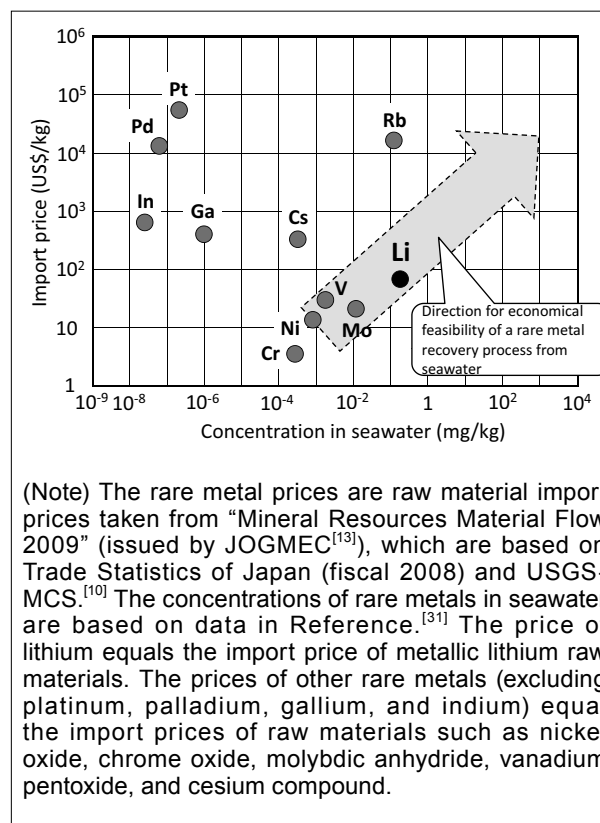 10⁶
10⁵
10⁴
10³
10²
10
1
Import price (US$/kg)
Pt
Pd
Rb
In
Ga
Cs
Li
V
Ni
Mo
Cr
Direction for economical
feasibility of a rare metal
recovery process from
seawater
10⁻⁹ 10⁻⁸ 10⁻⁶ 10⁻⁴ 10⁻² 1 10² 10⁴
Concentration in seawater (mg/kg)
(Note) The rare metal prices are raw material impor
prices taken from “Mineral Resources Material Flow
2009” (issued by JOGMEC[13]), which are based on
Trade Statistics of Japan (fiscal 2008) and USGS-
MCS.[10] The concentrations of rare metals in seawate
are based on data in Reference.[31] The price o
lithium equals the import price of metallic lithium raw
materials. The prices of other rare metals (excluding
platinum, palladium, gallium, and indium) equa
the import prices of raw materials such as nicke
oxide, chrome oxide, molybdic anhydride, vanadium
pentoxide, and cesium compound.